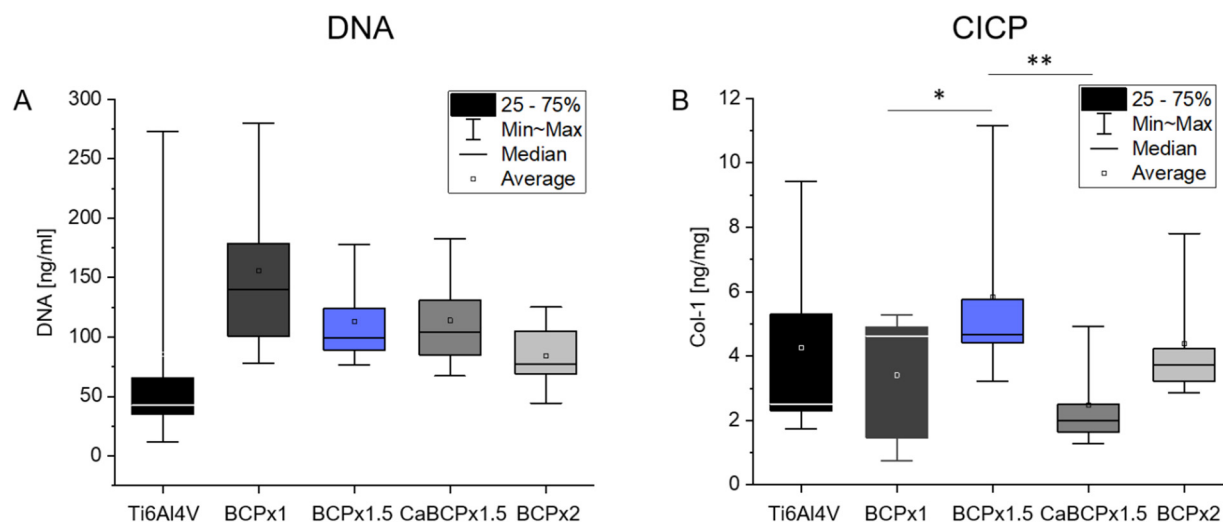 DNA
CICP
A
B
25 - 75%
Min~Max
Median
Average
25 - 75%
Min~Max
Median
Average
*
**
DNA [ng/ml]
300
250
200
150
100
50
0
Col-1 [ng/mg]
12
10
8
6
4
2
0
Ti6Al4V BCPx1 BCPx1.5 CaBCPx1.5 BCPx2
Ti6Al4V BCPx1 BCPx1.5 CaBCPx1.5 BCPx2